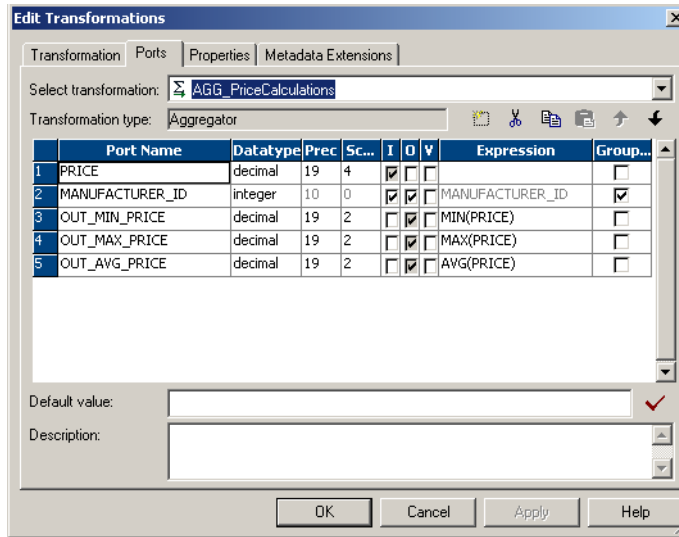 Edit Transformations
Transformation Ports Properties Metadata Extensions
Select transformation: AGG_PriceCalculations
Transformation type: Aggregator
Port Name Datatype Prec Sc... I O V Expression Group...
1 PRICE decimal 19 4
2 MANUFACTURER_ID integer 10 0 MANUFACTURER_ID
3 OUT_MIN_PRICE decimal 19 2 MIN(PRICE)
4 OUT_MAX_PRICE decimal 19 2 MAX(PRICE)
5 OUT_AVG_PRICE decimal 19 2 AVG(PRICE)
Default value:
Description:
OK Cancel Apply Help